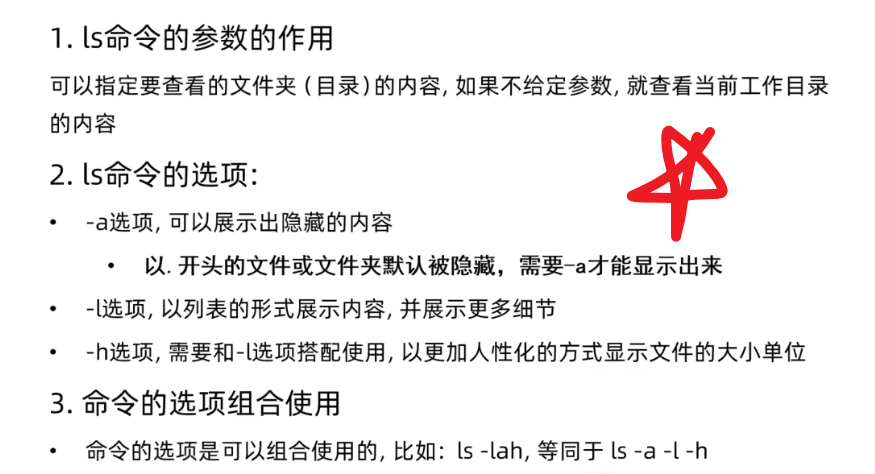 1. ls命令的参数的作用
可以指定要查看的文件夹（目录）的内容, 如果不给定参数, 就查看当前工作目录
的内容
2. ls命令的选项:
• -a选项, 可以展示出隐藏的内容
• 以. 开头的文件或文件夹默认被隐藏，需要-a才能显示出来
• -l选项, 以列表的形式展示内容, 并展示更多细节
• -h选项, 需要和-l选项搭配使用, 以更加人性化的方式显示文件的大小单位
3. 命令的选项组合使用
• 命令的选项是可以组合使用的, 比如: ls -lah, 等同于 ls -a -l -h